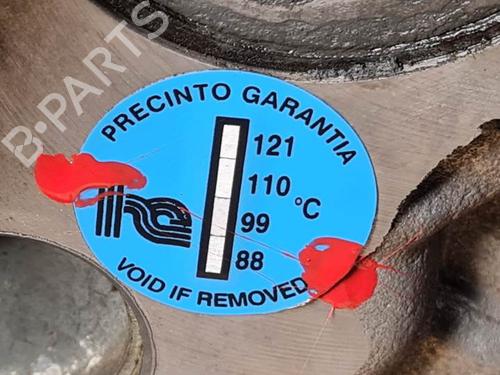 B-PARTS
PRECINTO GARANTIA
121
110 °C
99
88
VOID IF REMOVED